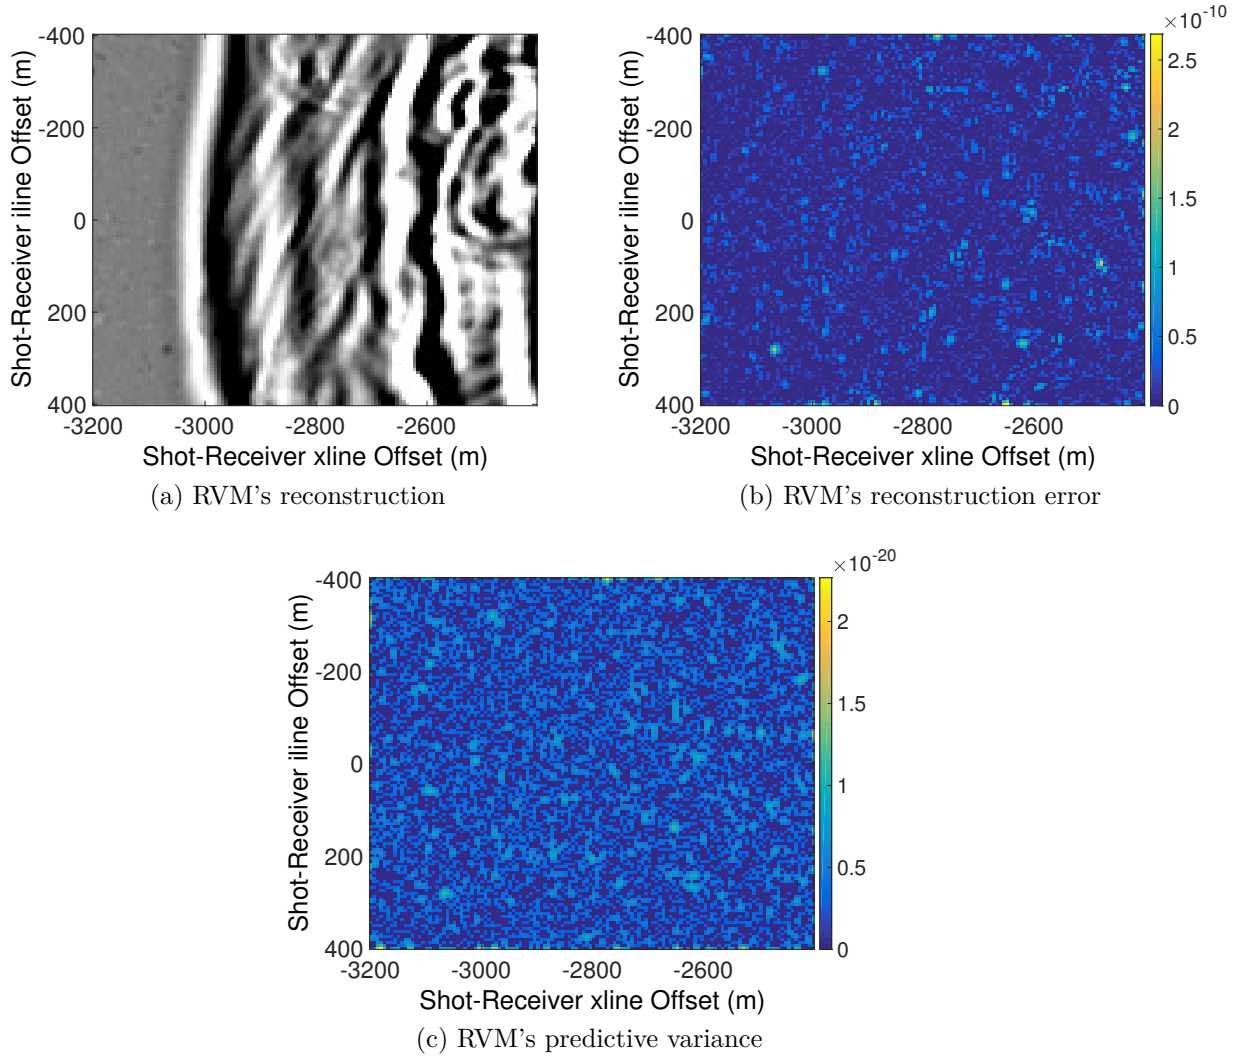 -400
-200
0
200
400
-3200 -3000 -2800 -2600
Shot-Receiver iline Offset (m)
Shot-Receiver xline Offset (m)
(a) RVM's reconstruction
×10-10
-400
-200
0
200
400
-3200 -3000 -2800 -2600
2.5
2
1.5
1
0.5
0
Shot-Receiver iline Offset (m)
Shot-Receiver xline Offset (m)
(b) RVM's reconstruction error
×10-20
-400
-200
0
200
400
-3200 -3000 -2800 -2600
2
1.5
1
0.5
0
Shot-Receiver iline Offset (m)
Shot-Receiver xline Offset (m)
(c) RVM's predictive variance